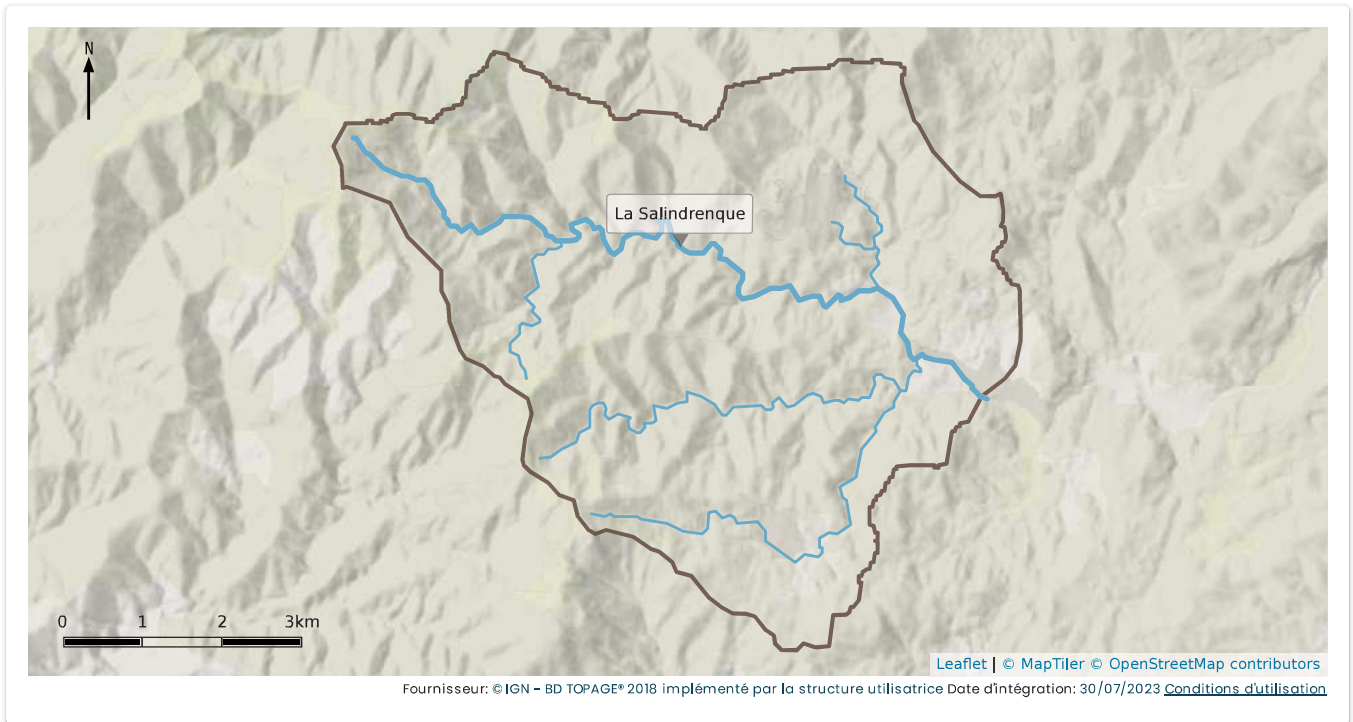 N
La Salindrenque
0 1 2 3km
Leaflet | © MapTiler © OpenStreetMap contributors
Fournisseur: © IGN - BD TOPAGE® 2018 implémenté par la structure utilisatrice Date d'intégration: 30/07/2023 Conditions d'utilisation